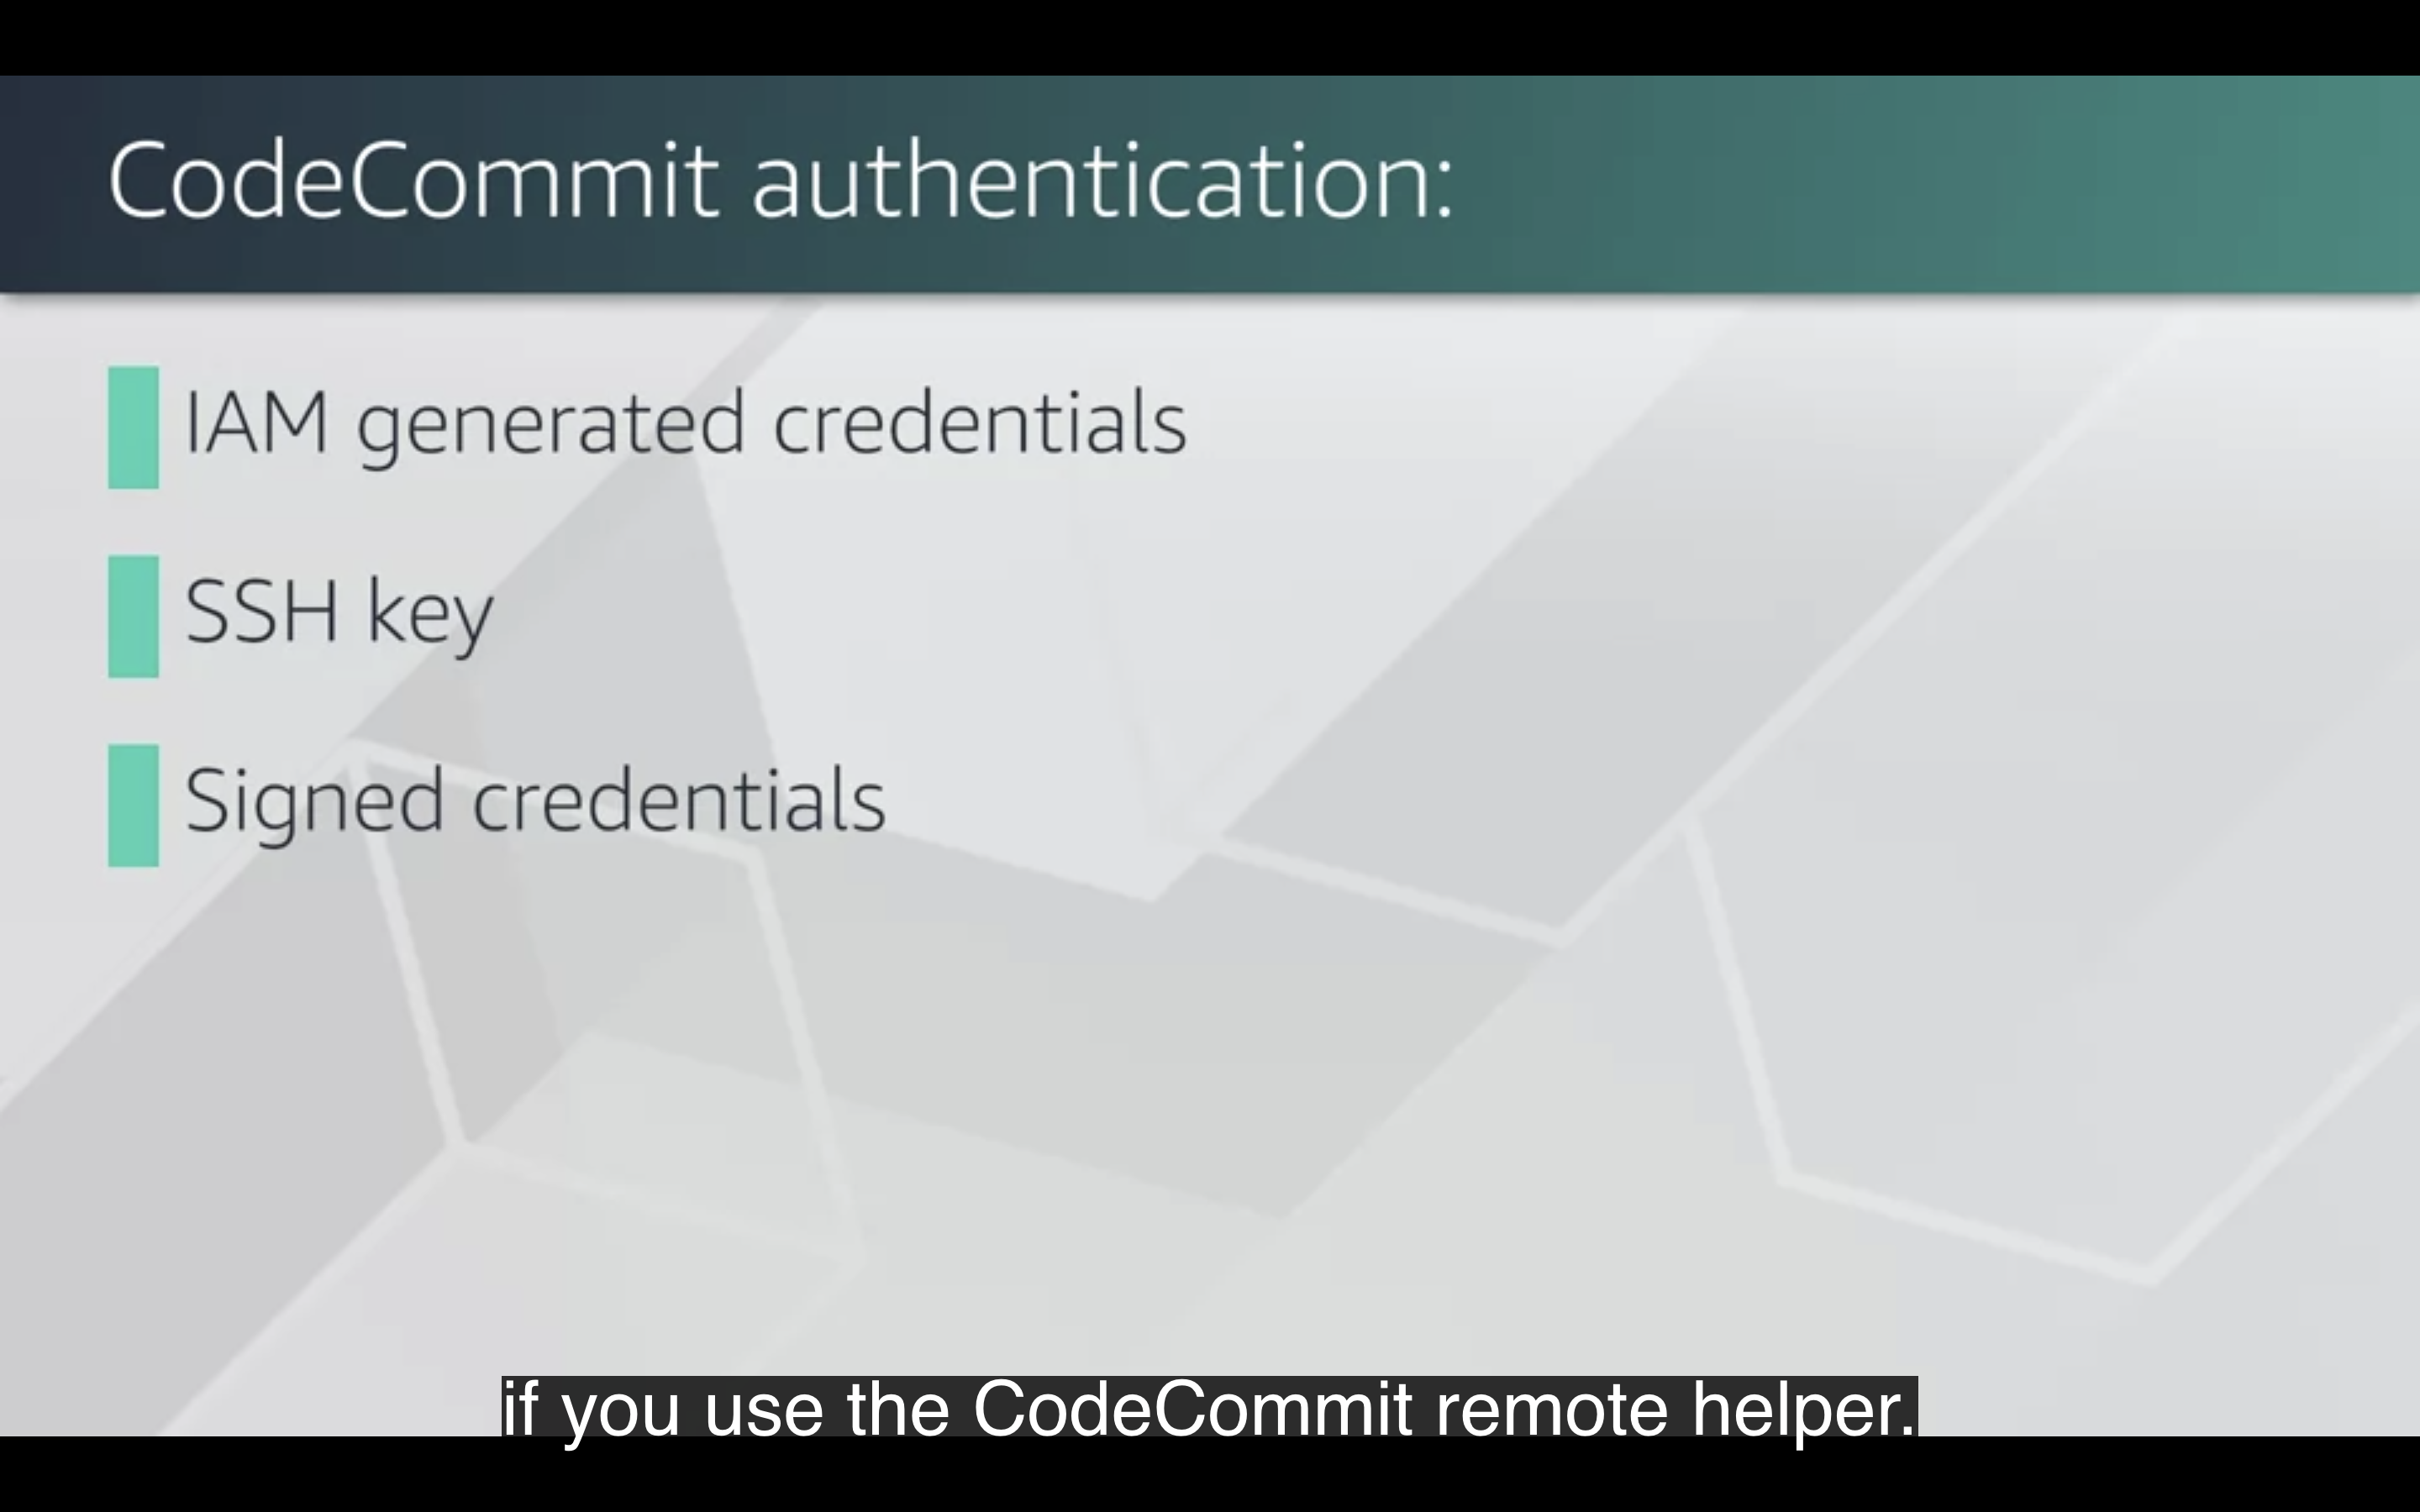 CodeCommit authentication:
IAM generated credentials
SSH key
Signed credentials
if you use the CodeCommit remote helper.